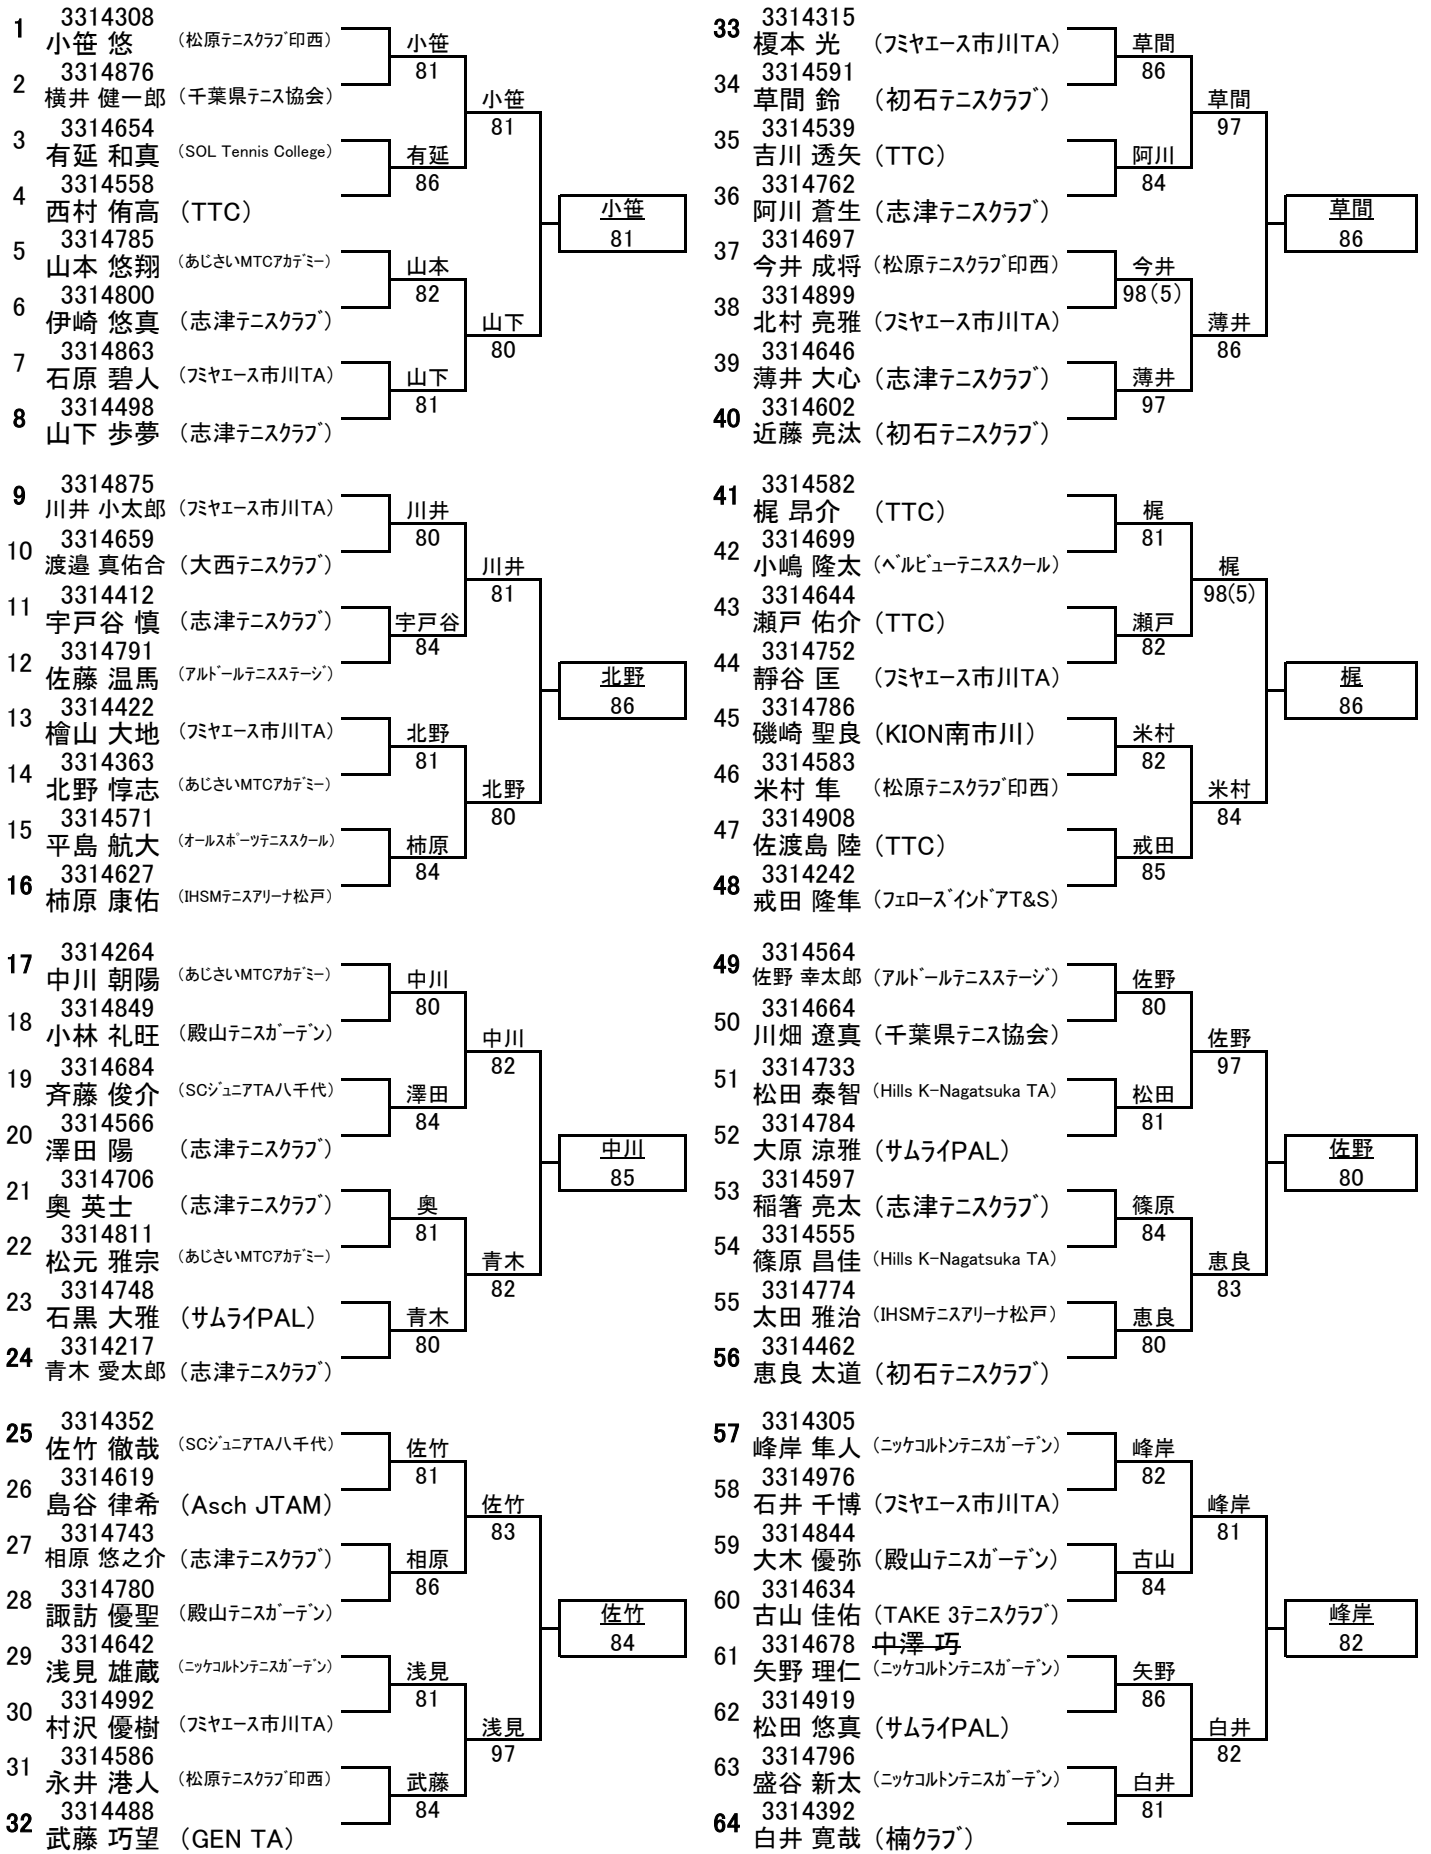 3314308
1 小笹 悠 (松原テニスクラブ印西) 小笹
81
3314876
2 横井 健一郎 (千葉県テニス協会) 小笹
81
3314654
3 有延 和真 (SOL Tennis College) 有延
86
3314558
4 西村 侑高 (TTC) 小笹
81
3314785
5 山本 悠翔 (あじさいMTCアカデミー) 山本
82
3314800
6 伊崎 悠真 (志津テニスクラブ) 山下
80
3314863
7 石原 碧人 (フミヤエース市川TA) 山下
81
3314498
8 山下 歩夢 (志津テニスクラブ)
3314875
9 川井 小太郎 (フミヤエース市川TA) 川井
80
3314659
10 渡邉 真佑合 (大西テニスクラブ) 川井
81
3314412
11 宇戸谷 慎 (志津テニスクラブ) 宇戸谷
84
3314791
12 佐藤 温馬 (アルドールテニスステージ) 北野
86
3314422
13 檜山 大地 (フミヤエース市川TA) 北野
81
3314363
14 北野 惇志 (あじさいMTCアカデミー) 北野
80
3314571
15 平島 航大 (オールスポーツテニススクール) 柿原
84
3314627
16 柿原 康佑 (IHSMテニスアリーナ松戸)
3314264
17 中川 朝陽 (あじさいMTCアカデミー) 中川
80
3314849
18 小林 礼旺 (殿山テニスガーデン) 中川
82
3314684
19 斉藤 俊介 (SCジュニアTA八千代) 澤田
84
3314566
20 澤田 陽 (志津テニスクラブ) 中川
85
3314706
21 奥 英士 (志津テニスクラブ) 奥
81
3314811
22 松元 雅宗 (あじさいMTCアカデミー) 青木
82
3314748
23 石黒 大雅 (サムライPAL) 青木
80
3314217
24 青木 愛太郎 (志津テニスクラブ)
3314352
25 佐竹 徹哉 (SCジュニアTA八千代) 佐竹
81
3314619
26 島谷 律希 (Asch JTAM) 佐竹
83
3314743
27 相原 悠之介 (志津テニスクラブ) 相原
86
3314780
28 諏訪 優聖 (殿山テニスガーデン) 佐竹
84
3314642
29 浅見 雄蔵 (ニッケコルトンテニスガーデン) 浅見
81
3314992
30 村沢 優樹 (フミヤエース市川TA) 浅見
97
3314586
31 永井 港人 (松原テニスクラブ印西) 武藤
84
3314488
32 武藤 巧望 (GEN TA)
3314315
33 榎本 光 (フミヤエース市川TA) 草間
86
3314591
34 草間 鈴 (初石テニスクラブ) 草間
97
3314539
35 吉川 透矢 (TTC) 阿川
84
3314762
36 阿川 蒼生 (志津テニスクラブ) 草間
86
3314697
37 今井 成将 (松原テニスクラブ印西) 今井
98(5)
3314899
38 北村 亮雅 (フミヤエース市川TA) 薄井
86
3314646
39 薄井 大心 (志津テニスクラブ) 薄井
97
3314602
40 近藤 亮汰 (初石テニスクラブ)
3314582
41 梶 昂介 (TTC) 梶
81
3314699
42 小嶋 隆太 (ベルビューテニススクール) 梶
98(5)
3314644
43 瀬戸 佑介 (TTC) 瀬戸
82
3314752
44 靜谷 匡 (フミヤエース市川TA) 梶
86
3314786
45 磯崎 聖良 (KION南市川) 米村
82
3314583
46 米村 隼 (松原テニスクラブ印西) 米村
84
3314908
47 佐渡島 陸 (TTC) 戒田
85
3314242
48 戒田 隆隼 (フェローズインドアT&S)
3314564
49 佐野 幸太郎 (アルドールテニスステージ) 佐野
80
3314664
50 川畑 遼真 (千葉県テニス協会) 佐野
97
3314733
51 松田 泰智 (Hills K-Nagatsuka TA) 松田
81
3314784
52 大原 涼雅 (サムライPAL) 佐野
80
3314597
53 稲箸 亮太 (志津テニスクラブ) 篠原
84
3314555
54 篠原 昌佳 (Hills K-Nagatsuka TA) 恵良
83
3314774
55 太田 雅治 (IHSMテニスアリーナ松戸) 恵良
80
3314462
56 恵良 太道 (初石テニスクラブ)
3314305
57 峰岸 隼人 (ニッケコルトンテニスガーデン) 峰岸
82
3314976
58 石井 千博 (フミヤエース市川TA) 峰岸
81
3314844
59 大木 優弥 (殿山テニスガーデン) 古山
84
3314634
60 古山 佳佑 (TAKE 3テニスクラブ) 峰岸
82
3314678 中澤 巧
61 矢野 理仁 (ニッケコルトンテニスガーデン) 矢野
86
3314919
62 松田 悠真 (サムライPAL) 白井
82
3314796
63 盛谷 新太 (ニッケコルトンテニスガーデン) 白井
81
3314392
64 白井 寛哉 (楠クラブ)